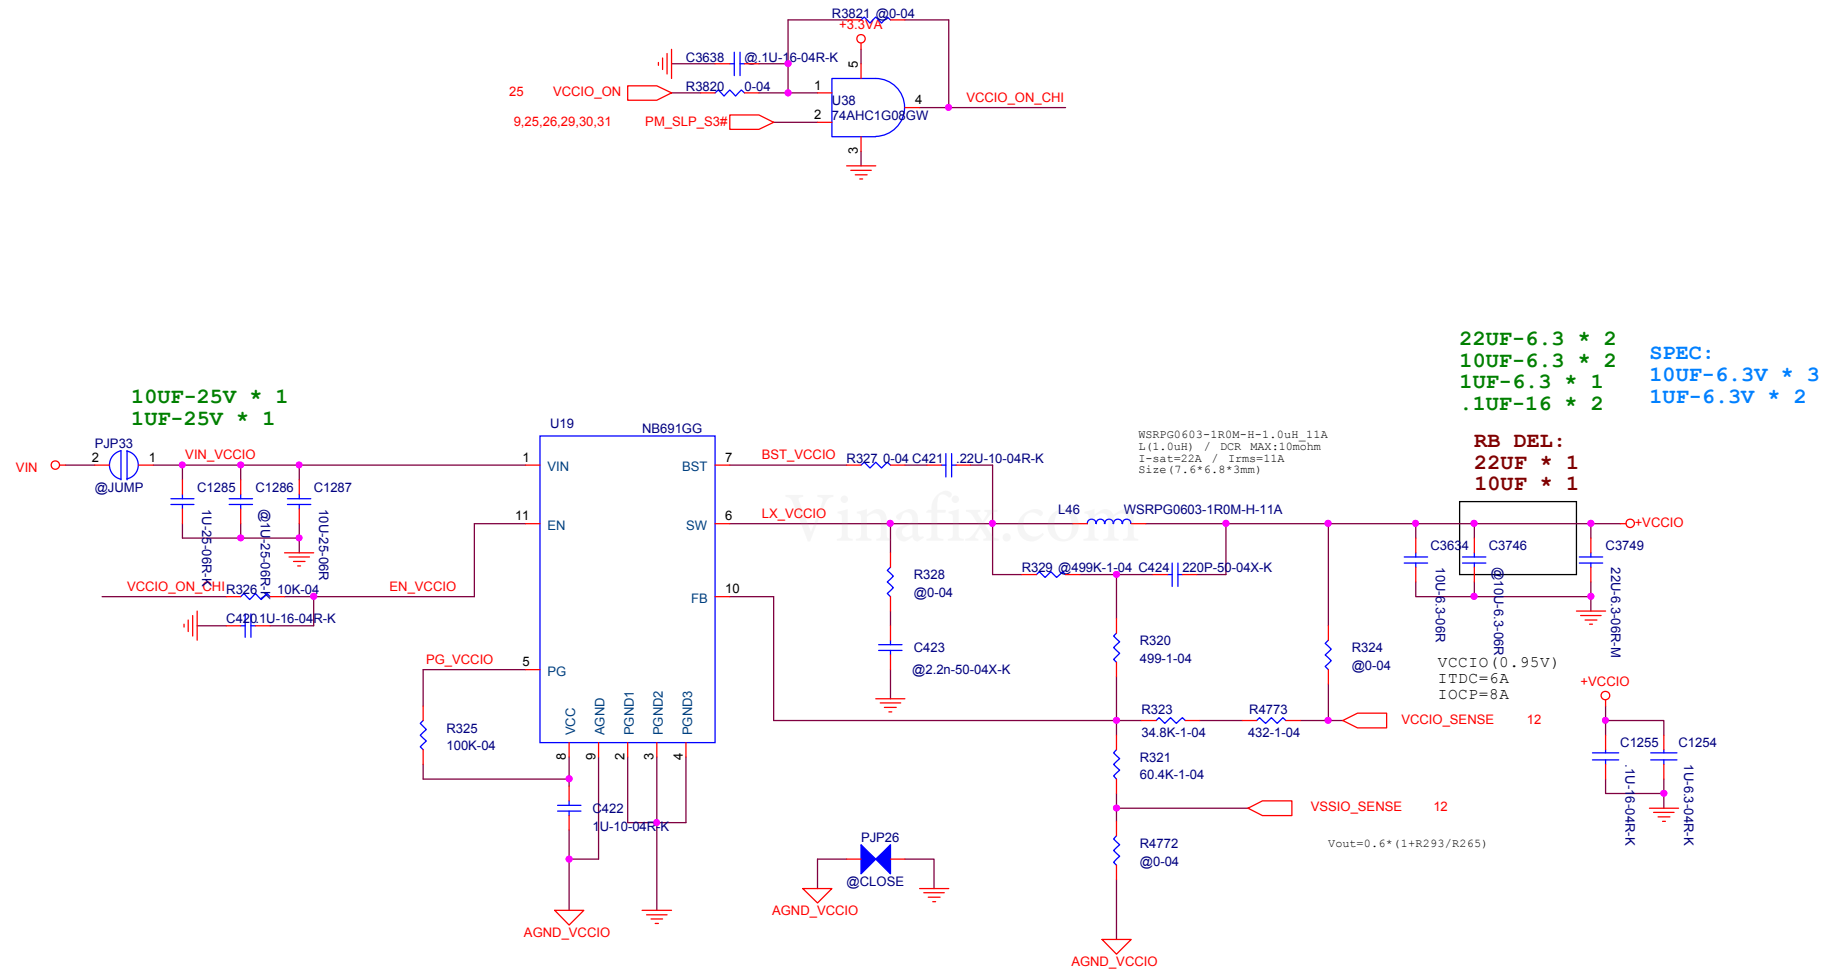 R3821 @0-04
+3.3VA
C3638 @.1U-16-04R-K
5
25 VCCIO_ON
R3820 0-04
1
U38
74AHC1G08GW
4
VCCIO_ON_CHI
9,25,26,29,30,31 PM_SLP_S3#
2
3
22UF-6.3 * 2
10UF-6.3 * 2
1UF-6.3 * 1
.1UF-16 * 2
SPEC:
10UF-6.3V * 3
1UF-6.3V * 2
10UF-25V * 1
1UF-25V * 1
RB DEL:
22UF * 1
10UF * 1
WSRPG0603-1R0M-H-1.0uH_11A
L(1.0uH) / DCR MAX:10mohm
I-sat=22A / Irms=11A
Size(7.6*6.8*3mm)
PJP33
VIN
2
1
@JUMP
VIN_VCCIO
C1285
1U-25-06R-K
C1286
@1U-25-06R-K
C1287
10U-25-06R
U19
NB691GG
1
VIN
11
EN
5
PG
BST
7
SW
6
FB
10
VCC
AGND
PGND1
PGND2
PGND3
8
9
2
3
4
BST_VCCIO
R327 0-04
C421 .22U-10-04R-K
LX_VCCIO
Vinafix.com
L46
WSRPG0603-1R0M-H-11A
+VCCIO
R328
@0-04
C423
@2.2n-50-04X-K
R329 @499K-1-04
C424 220P-50-04X-K
R320
499-1-04
R324
@0-04
C3634
10U-6.3-06R
C3746
@10U-6.3-06R
C3749
22U-6.3-06R-M
VCCIO(0.95V)
ITDC=6A
IOCP=8A
VCCIO_ON_CHI
R326 10K-04
EN_VCCIO
C420 .1U-16-04R-K
PG_VCCIO
R325
100K-04
C422
1U-10-04R-K
AGND_VCCIO
R323
34.8K-1-04
R4773
432-1-04
VCCIO_SENSE 12
R321
60.4K-1-04
VSSIO_SENSE 12
R4772
@0-04
AGND_VCCIO
PJP26
@CLOSE
AGND_VCCIO
Vout=0.6*(1+R293/R265)
+VCCIO
C1255
.1U-16-04R-K
C1254
1U-6.3-04R-K